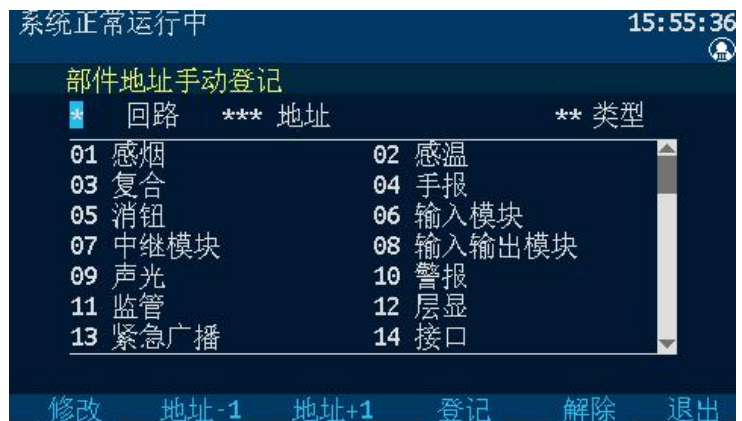 系统正常运行中 15:55:36
部件地址手动登记
* 回路 *** 地址 ** 类型
01 感烟 02 感温
03 复合 04 手报
05 消钮 06 输入模块
07 中继模块 08 输入输出模块
09 声光 10 警报
11 监管 12 层显
13 紧急广播 14 接口
修改 地址-1 地址+1 登记 解除 退出